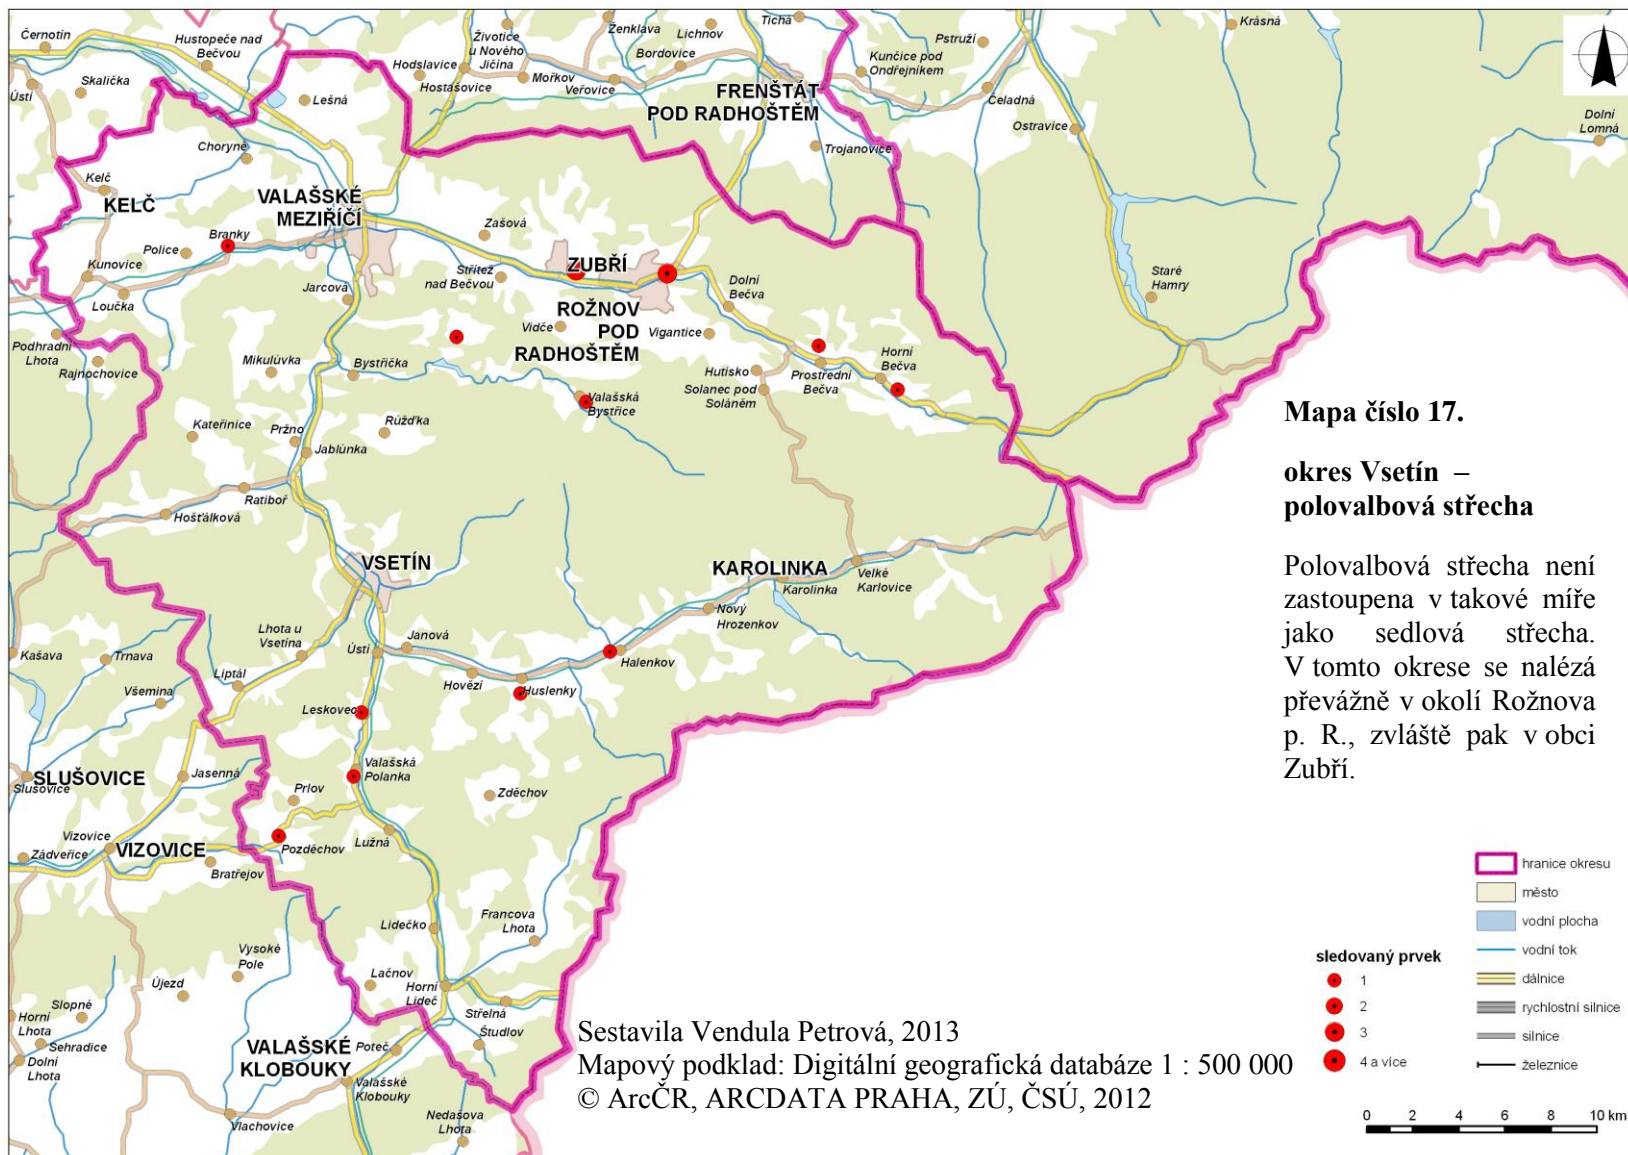 Černotín
Hustopeče nad
Bečvou
Životice
u Nového
Jičína
Ženklava
Lichnov
Tichá
Bordovice
Pstruží
Krásná
Skalička
Ústí
Hodslavice
Hostašovice
Mořkov
Veřovice
Kunčice pod
Ondřejníkem
Lešná
FRENŠTÁT
POD RADHOŠTĚM
Čeladná
Ostravice
Dolní
Lomná
Choryně
Trojanovice
Kelč
KELČ
VALAŠSKÉ
MEZIŘÍČÍ
Branky
Police
Zašová
Kunovice
Loučka
Jarcová
Střítež
nad Bečvou
ZUBŘÍ
Dolní
Bečva
Staré
Hamry
ROŽNOV
POD
RADHOŠTĚM
Vidče
Vigantice
Podhradní
Lhota
Rajnochovice
Mikulůvka
Bystřička
Hutisko
Solanec pod
Soláněm
Prostřední
Bečva
Horní
Bečva
Valašská
Bystřice
Kateřinice
Pržno
Růžďka
Jablůnka
Ratiboř
Hošťálková
VSETÍN
KAROLINKA
Karolinka
Velké
Karlovice
Nový
Hrozenkov
Lhota u
Vsetína
Janová
Ústí
Halenkov
Kašava
Trnava
Liptál
Hovězí
Huslenky
Všemina
Leskovec
SLUŠOVICE
Slušovice
Jasenná
Valašská
Polanka
Prlov
Zděchov
Vizovice
VIZOVICE
Zádveřice
Bratřejov
Pozděchov
Lužná
Lidečko
Francova
Lhota
Vysoké
Pole
Újezd
Lačnov
Horní
Lideč
Slopné
Horní
Lhota
Sehradice
Dolní
Lhota
Střelná
Študlov
VALAŠSKÉ
KLOBOUKY
Poteč
Valašské
Klobouky
Vlachovice
Nedašova
Lhota
Mapa číslo 17.
okres Vsetín –
polovalbová střecha
Polovalbová střecha není
zastoupena v takové míře
jako sedlová střecha.
V tomto okrese se nalézá
převážně v okolí Rožnova
p. R., zvláště pak v obci
Zubří.
sledovaný prvek
1
2
3
4 a více
hranice okresu
město
vodní plocha
vodní tok
dálnice
rychlostní silnice
silnice
železnice
0 2 4 6 8 10 km
Sestavila Vendula Petrová, 2013
Mapový podklad: Digitální geografická databáze 1 : 500 000
© ArcČR, ARCDATA PRAHA, ZÚ, ČSÚ, 2012